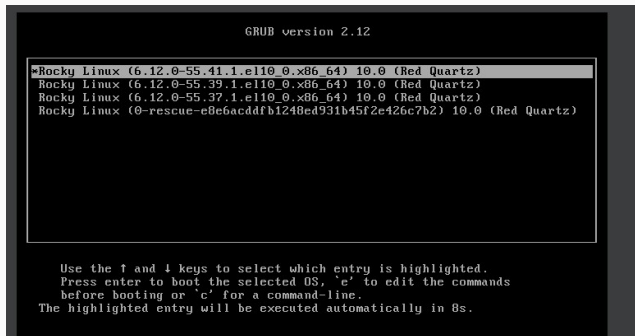 GRUB version 2.12
*Rocky Linux (6.12.0-55.41.1.el10_0.x86_64) 10.0 (Red Quartz)
Rocky Linux (6.12.0-55.39.1.el10_0.x86_64) 10.0 (Red Quartz)
Rocky Linux (6.12.0-55.37.1.el10_0.x86_64) 10.0 (Red Quartz)
Rocky Linux (0-rescue-e8e6acddfb1248ed931b45f2e426c7b2) 10.0 (Red Quartz)
Use the ↑ and ↓ keys to select which entry is highlighted.
Press enter to boot the selected OS, `e' to edit the commands
before booting or `c' for a command-line.
The highlighted entry will be executed automatically in 8s.